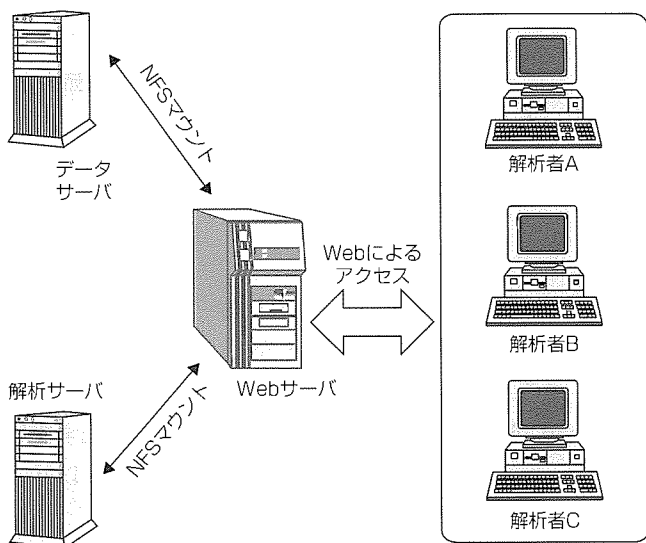 NFSマウント
データ
サーバ
Webによる
アクセス
Webサーバ
解析サーバ
NFSマウント
解析者A
解析者B
解析者C